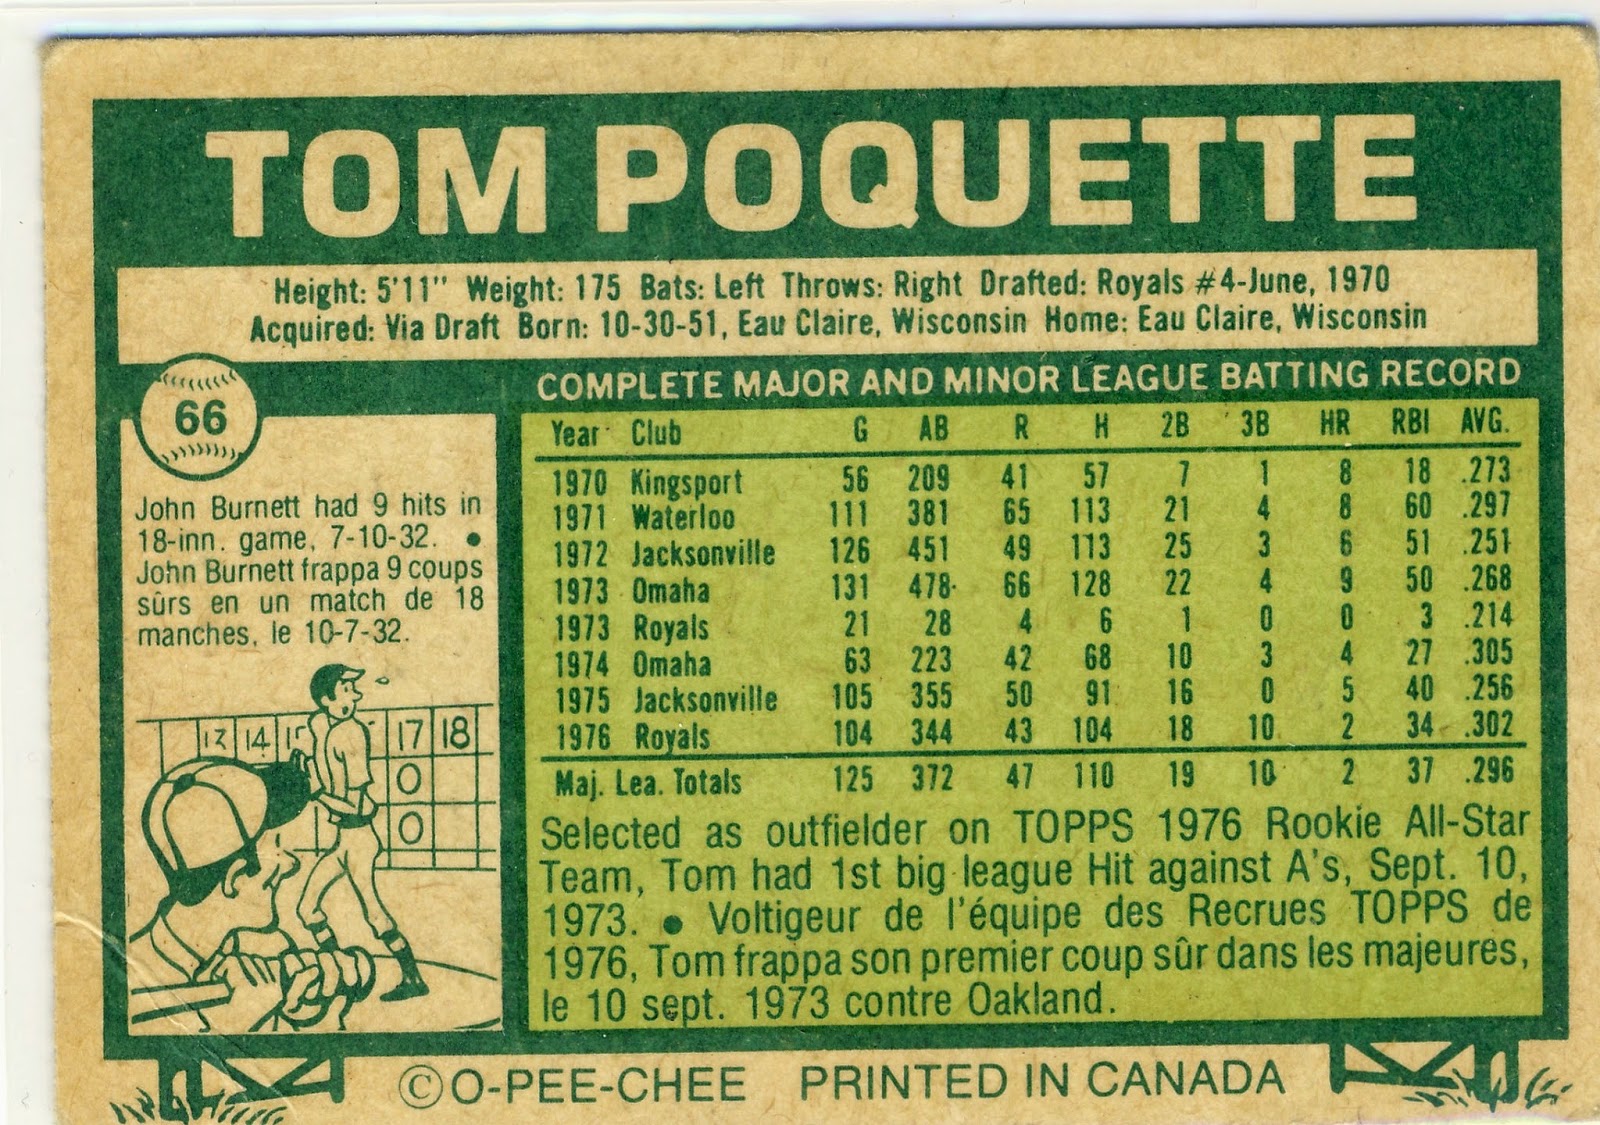 TOM POQUETTE
Height: 5'11" Weight: 175 Bats: Left Throws: Right Drafted: Royals #4-June, 1970
Acquired: Via Draft Born: 10-30-51, Eau Claire, Wisconsin Home: Eau Claire, Wisconsin
66
John Burnett had 9 hits in
18-inn. game, 7-10-32. •
John Burnett frappa 9 coups
sûrs en un match de 18
manches, le 10-7-32.
14 17 18
0
0
COMPLETE MAJOR AND MINOR LEAGUE BATTING RECORD
Year Club G AB R H 2B 3B HR RBI AVG.
1970 Kingsport 56 209 41 57 7 1 8 18 .273
1971 Waterloo 111 381 65 113 21 4 8 60 .297
1972 Jacksonville 126 451 49 113 25 3 6 51 .251
1973 Omaha 131 478 66 128 22 4 9 50 .268
1973 Royals 21 28 4 6 1 0 0 3 .214
1974 Omaha 63 223 42 68 10 3 4 27 .305
1975 Jacksonville 105 355 50 91 16 0 5 40 .256
1976 Royals 104 344 43 104 18 10 2 34 .302
Maj. Lea. Totals 125 372 47 110 19 10 2 37 .296
Selected as outfielder on TOPPS 1976 Rookie All-Star
Team, Tom had 1st big league Hit against A's, Sept. 10,
1973. • Voltigeur de l'équipe des Recrues TOPPS de
1976, Tom frappa son premier coup sûr dans les majeures,
le 10 sept. 1973 contre Oakland.
©O-PEE-CHEE PRINTED IN CANADA